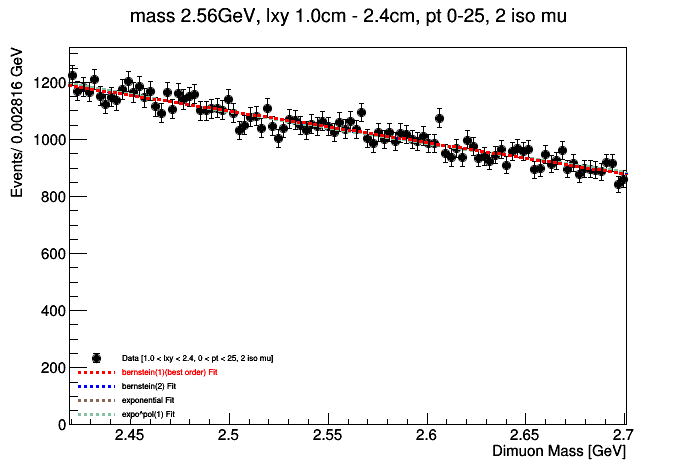 mass 2.56GeV, lxy 1.0cm - 2.4cm, pt 0-25, 2 iso mu
Events/ 0.002816 GeV
1200
1000
800
600
400
200
0
Data [1.0 < lxy < 2.4, 0 < pt < 25, 2 iso mu]
bernstein(1)(best order) Fit
bernstein(2) Fit
exponential Fit
expo*pol(1) Fit
2.45
2.5
2.55
2.6
2.65
2.7
Dimuon Mass [GeV]